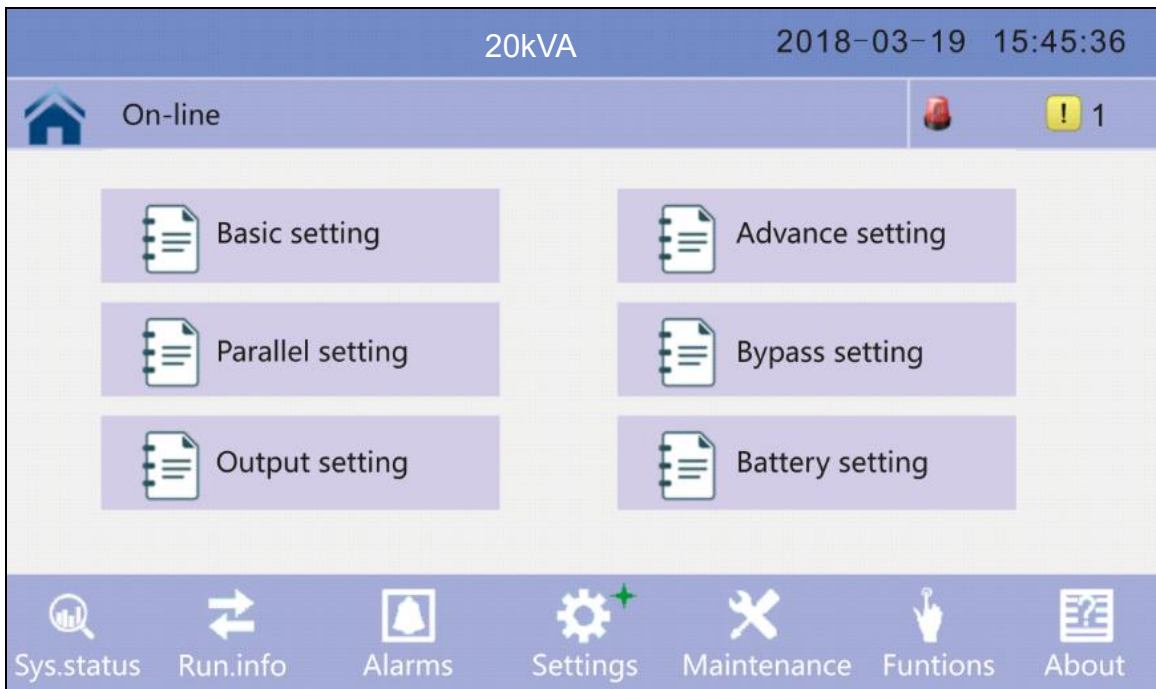 20kVA 2018-03-19 15:45:36
On-line ! 1
Basic setting Advance setting
Parallel setting Bypass setting
Output setting Battery setting
Sys.status Run.info Alarms Settings Maintenance Funtions About